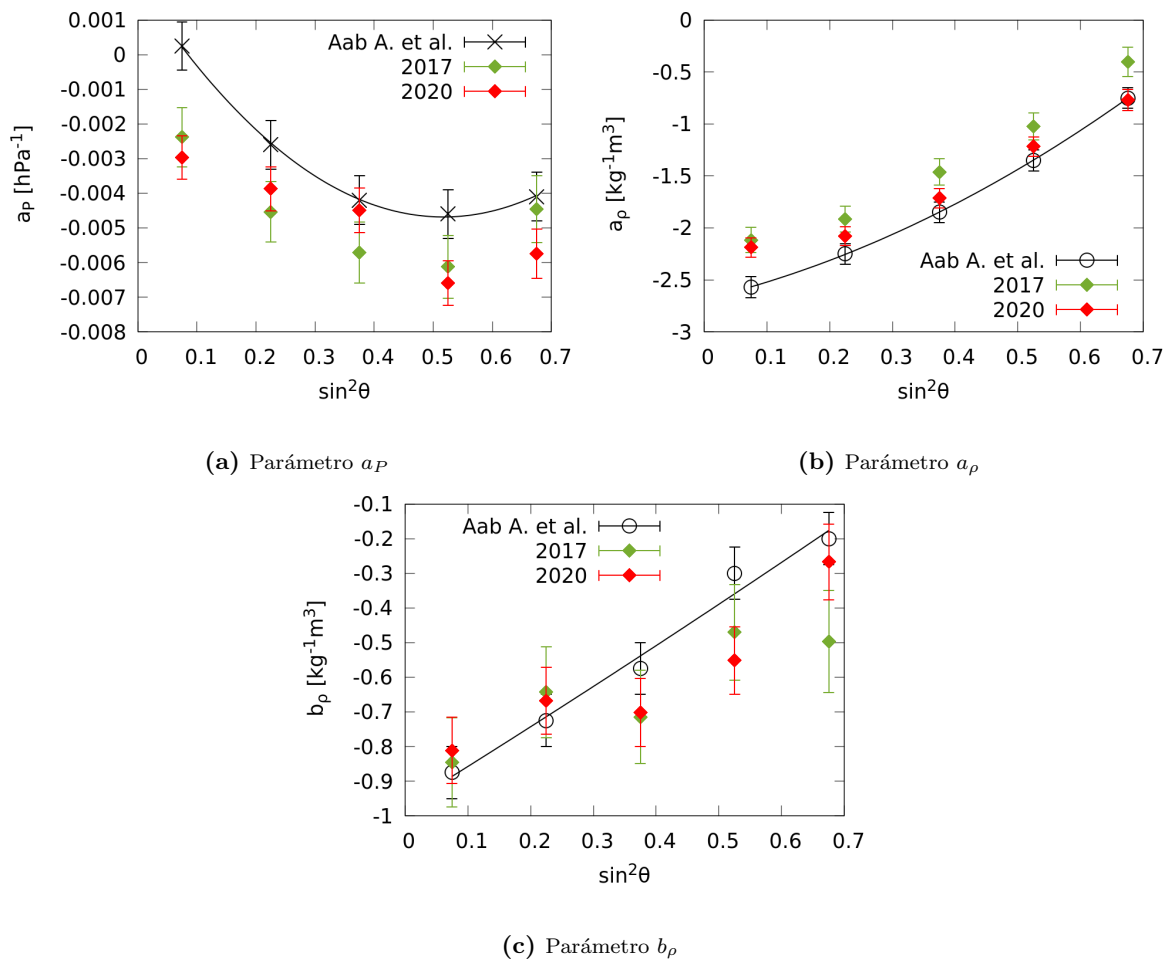 0.001
0
-0.001
-0.002
-0.003
-0.004
-0.005
-0.006
-0.007
-0.008
a_P [hPa⁻¹]
Aab A. et al.
2017
2020
0 0.1 0.2 0.3 0.4 0.5 0.6 0.7
sin²θ
(a) Parámetro a_P
0
-0.5
-1
-1.5
-2
-2.5
-3
a_ρ [kg⁻¹m³]
Aab A. et al.
2017
2020
0 0.1 0.2 0.3 0.4 0.5 0.6 0.7
sin²θ
(b) Parámetro a_ρ
-0.1
-0.2
-0.3
-0.4
-0.5
-0.6
-0.7
-0.8
-0.9
-1
b_ρ [kg⁻¹m³]
Aab A. et al.
2017
2020
0 0.1 0.2 0.3 0.4 0.5 0.6 0.7
sin²θ
(c) Parámetro b_ρ